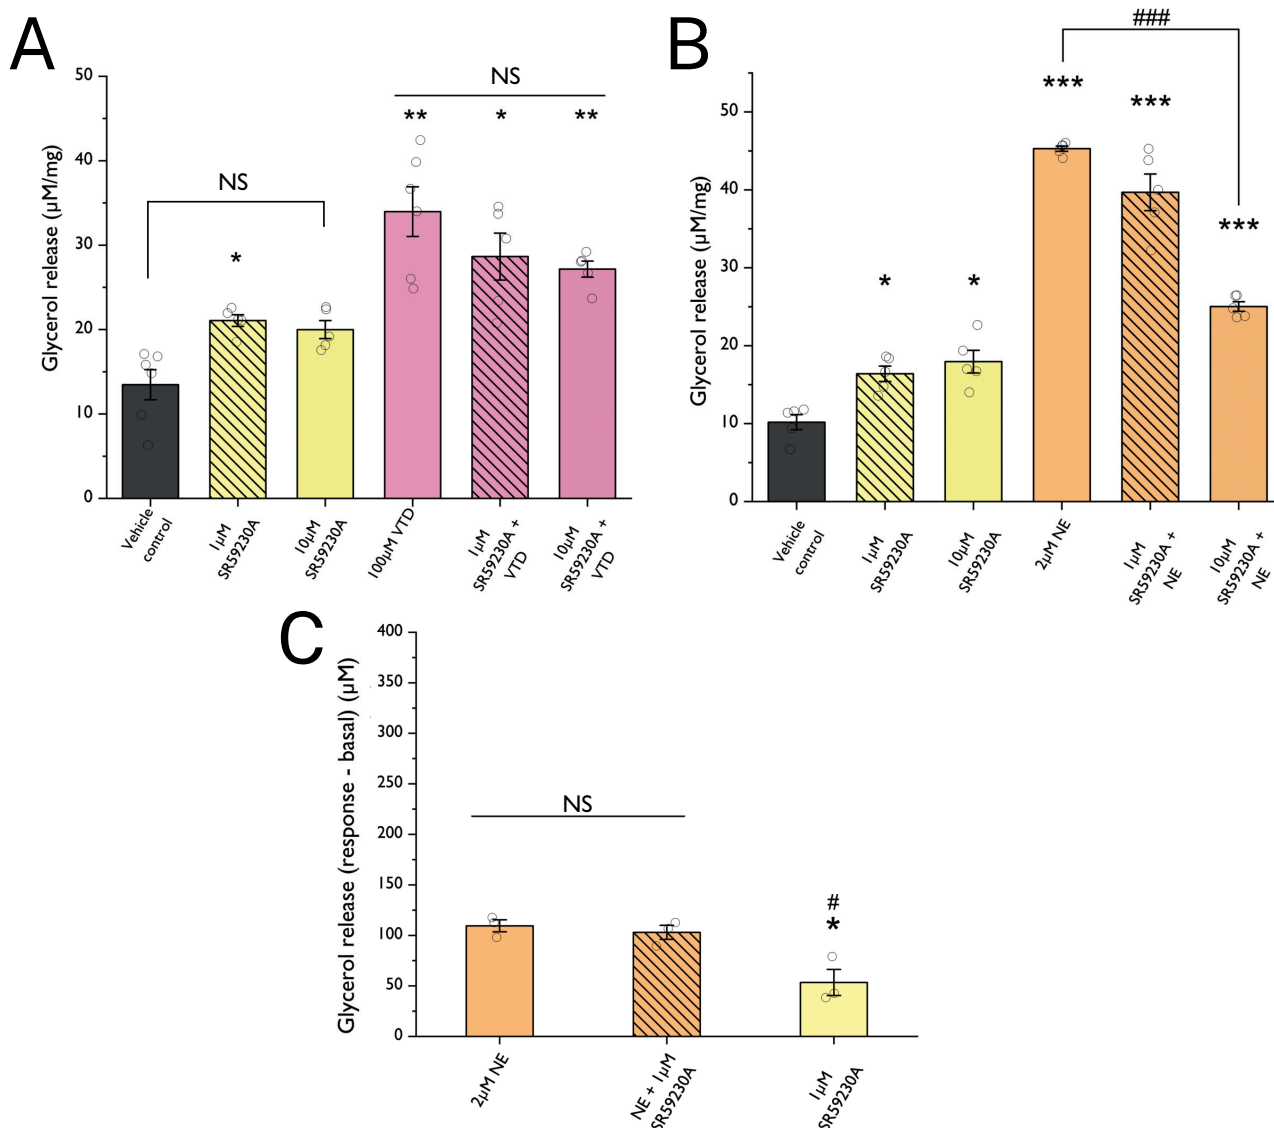 A
50
40
30
20
10
0
Glycerol release (µM/mg)
NS
*
NS
**
*
**
Vehicle
control
1µM
SR59230A
10µM
SR59230A
100µM VTD
1µM
SR59230A +
VTD
10µM
SR59230A +
VTD
B
50
40
30
20
10
0
Glycerol release (µM/mg)
###
*
*
***
***
***
Vehicle
control
1µM
SR59230A
10µM
SR59230A
2µM NE
1µM
SR59230A +
NE
10µM
SR59230A +
NE
C
400
350
300
250
200
150
100
50
0
Glycerol release (response - basal) (µM)
NS
#
*
2µM NE
NE + 1µM
SR59230A
1µM
SR59230A